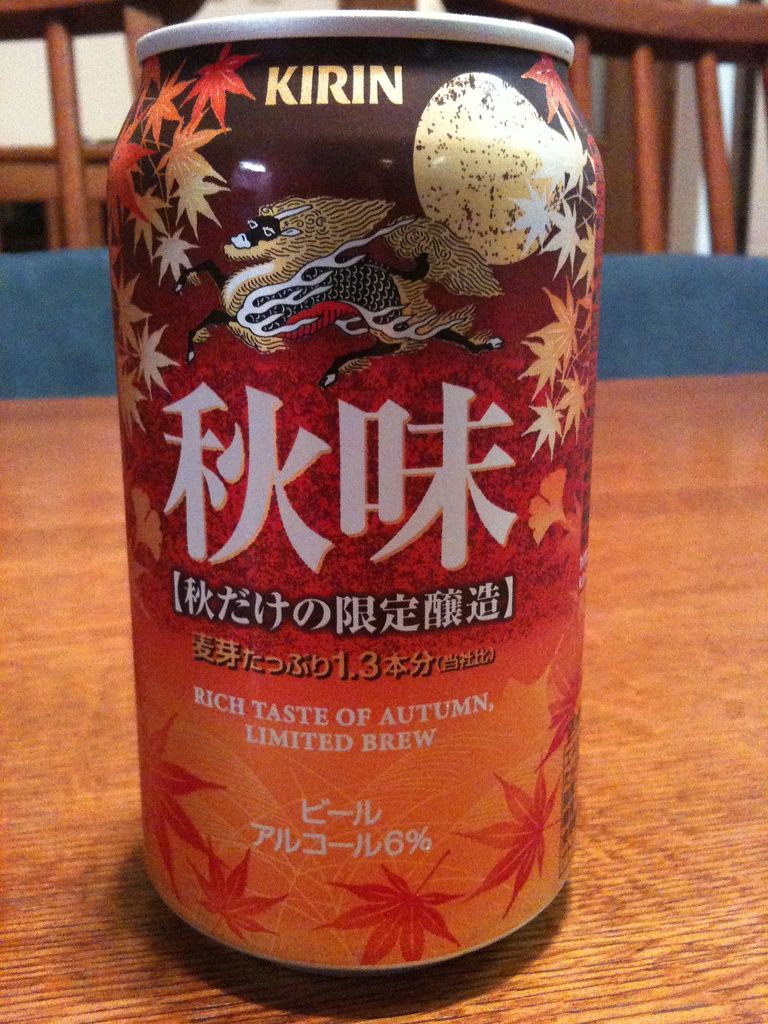 KIRIN
秋味
【秋だけの限定醸造】
麦芽たっぷり1.3本分(当社比)
RICH TASTE OF AUTUMN,
LIMITED BREW
ビール
アルコール6%